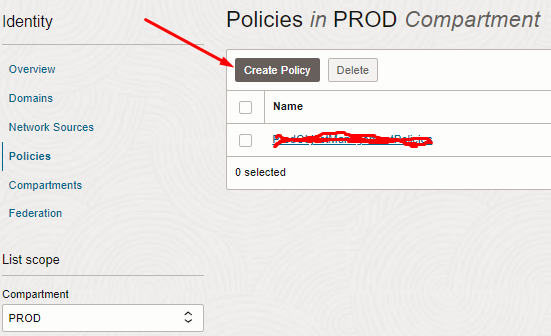 Identity
Overview
Domains
Network Sources
Policies
Compartments
Federation
List scope
Compartment
PROD
Policies in PROD Compartment
Create Policy
Delete
Name
0 selected